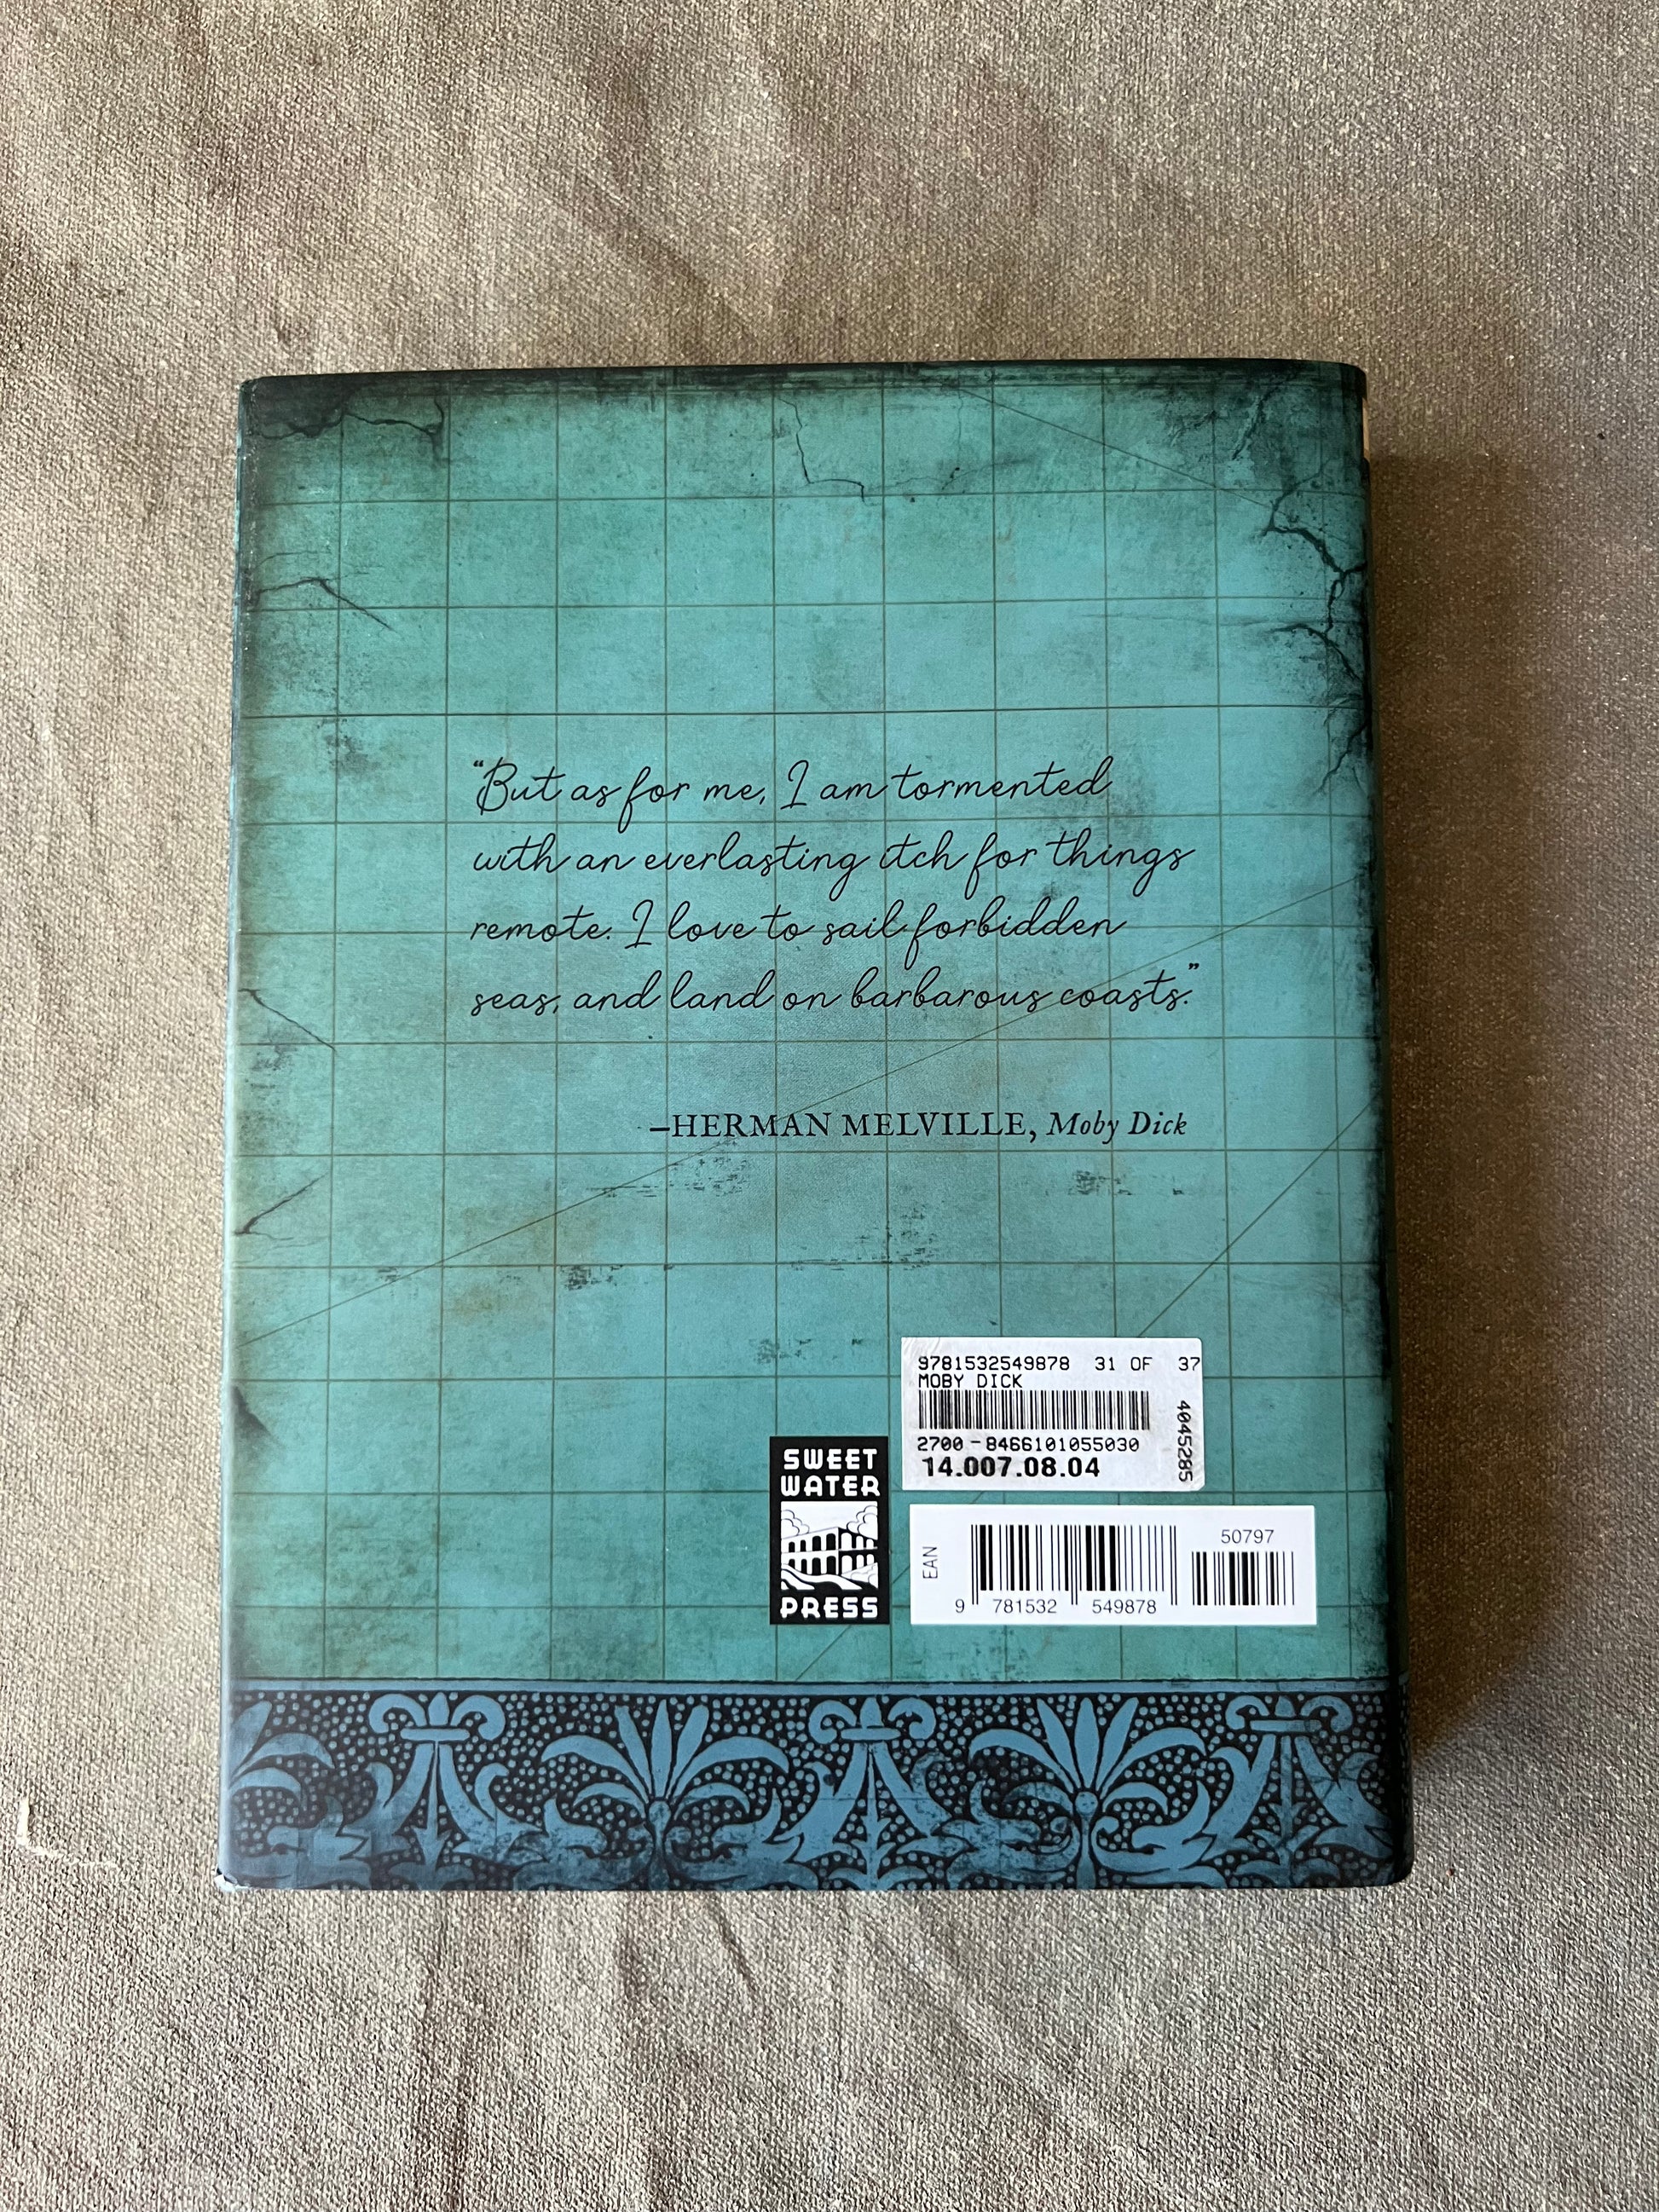 “But as for me, I am tormented
with an everlasting itch for things
remote. I love to sail forbidden
seas, and land on barbarous coasts.”
–HERMAN MELVILLE, Moby Dick
9781532549878 31 OF 37
MOBY DICK
2700-8466101055030
14.007.08.04
4045285
SWEET
WATER
PRESS
EAN
50797
9 781532 549878